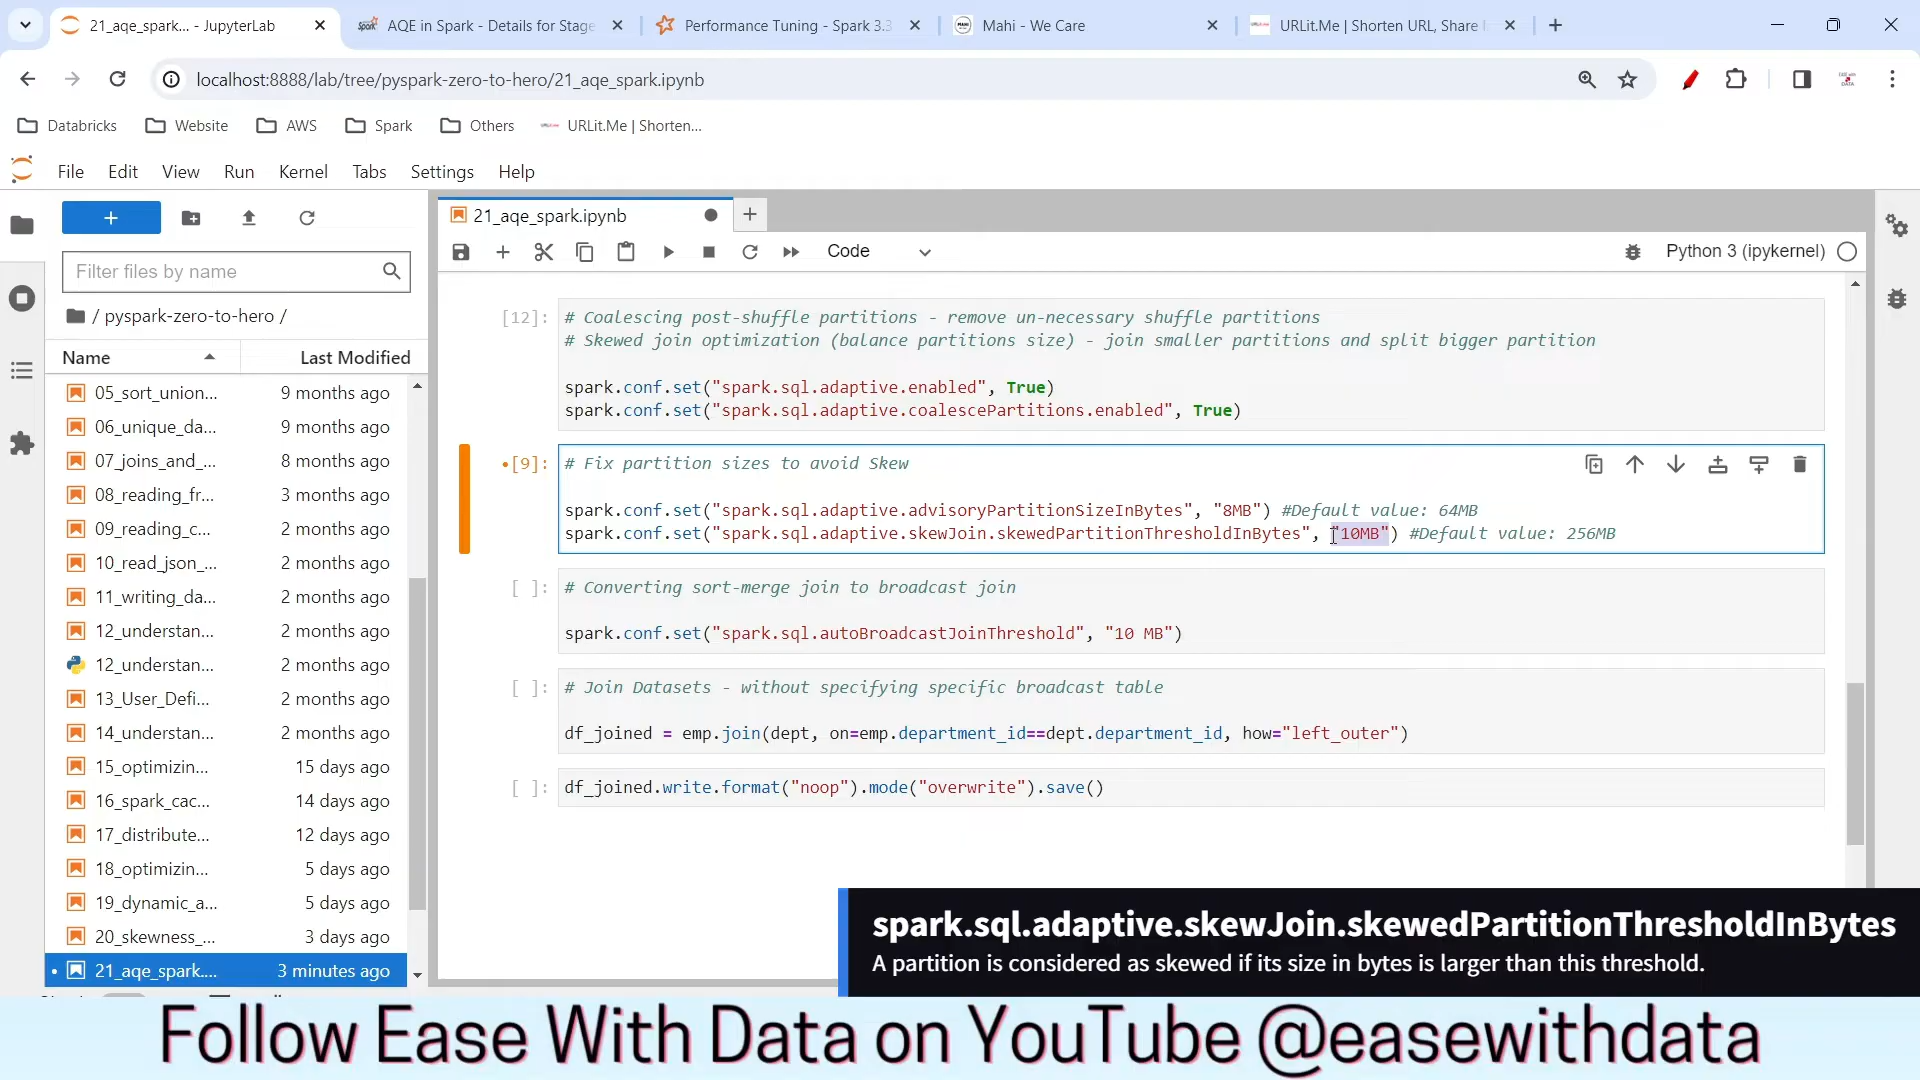 21_aqe_spark... - JupyterLab
AQE in Spark - Details for Stage
Performance Tuning - Spark 3.3
Mahi - We Care
URLit.Me | Shorten URL, Share
localhost:8888/lab/tree/pyspark-zero-to-hero/21_aqe_spark.ipynb
Databricks
Website
AWS
Spark
Others
URLit.Me | Shorten...
File Edit View Run Kernel Tabs Settings Help
21_aqe_spark.ipynb
Code
Python 3 (ipykernel)
Filter files by name
/ pyspark-zero-to-hero /
Name Last Modified
05_sort_union... 9 months ago
06_unique_da... 9 months ago
07_joins_and_... 8 months ago
08_reading_fr... 3 months ago
09_reading_c... 2 months ago
10_read_json_... 2 months ago
11_writing_da... 2 months ago
12_understan... 2 months ago
12_understan... 2 months ago
13_User_Defi... 2 months ago
14_understan... 2 months ago
15_optimizin... 15 days ago
16_spark_cac... 14 days ago
17_distribute... 12 days ago
18_optimizin... 5 days ago
19_dynamic_a... 5 days ago
20_skewness_... 3 days ago
21_aqe_spark.... 3 minutes ago
[12]: # Coalescing post-shuffle partitions - remove un-necessary shuffle partitions
# Skewed join optimization (balance partitions size) - join smaller partitions and split bigger partition
spark.conf.set("spark.sql.adaptive.enabled", True)
spark.conf.set("spark.sql.adaptive.coalescePartitions.enabled", True)
[9]: # Fix partition sizes to avoid Skew
spark.conf.set("spark.sql.adaptive.advisoryPartitionSizeInBytes", "8MB") #Default value: 64MB
spark.conf.set("spark.sql.adaptive.skewJoin.skewedPartitionThresholdInBytes", "10MB") #Default value: 256MB
[ ]: # Converting sort-merge join to broadcast join
spark.conf.set("spark.sql.autoBroadcastJoinThreshold", "10 MB")
[ ]: # Join Datasets - without specifying specific broadcast table
df_joined = emp.join(dept, on=emp.department_id==dept.department_id, how="left_outer")
[ ]: df_joined.write.format("noop").mode("overwrite").save()
spark.sql.adaptive.skewJoin.skewedPartitionThresholdInBytes
A partition is considered as skewed if its size in bytes is larger than this threshold.
Follow Ease With Data on YouTube @easewithdata